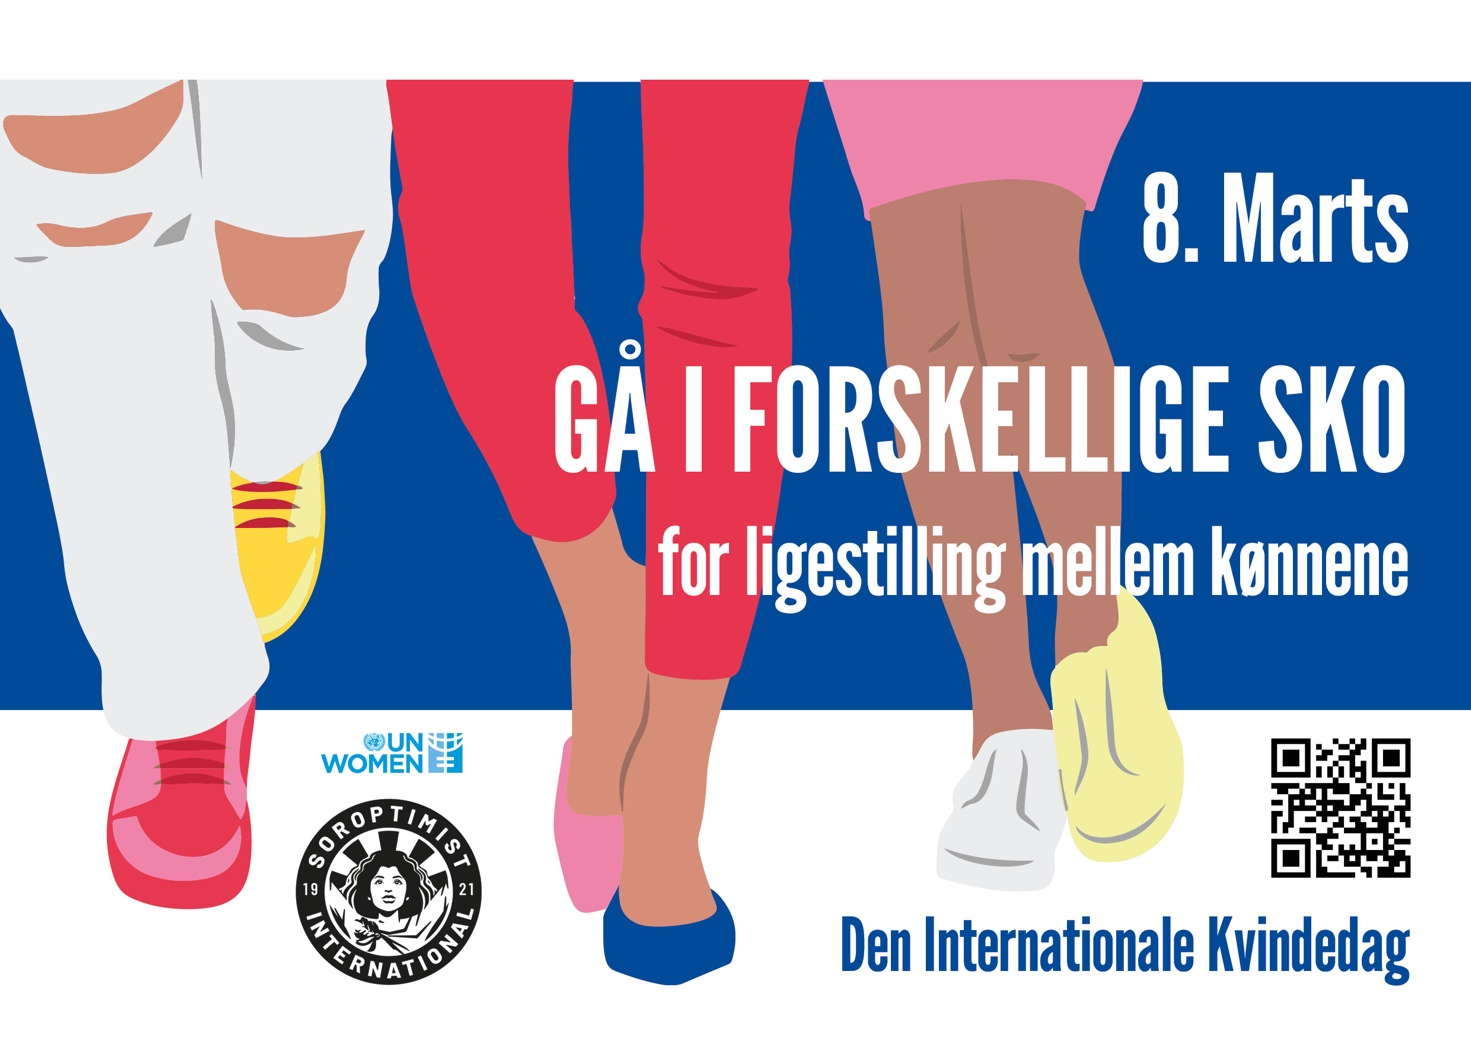 8. Marts
GÅ I FORSKELLIGE SKO
for ligestilling mellem kønnene
UN
WOMEN
SOROPTIMIST
19 21
INTERNATIONAL
Den Internationale Kvindedag